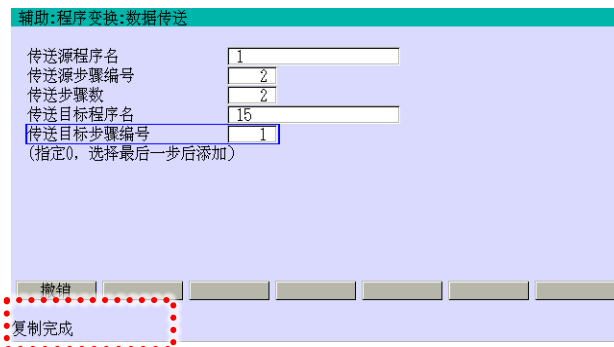 辅助:程序变换:数据传送
传送源程序名 1
传送源步骤编号 2
传送步骤数 2
传送目标程序名 15
传送目标步骤编号 1
(指定0, 选择最后一步后添加)
撤销
复制完成